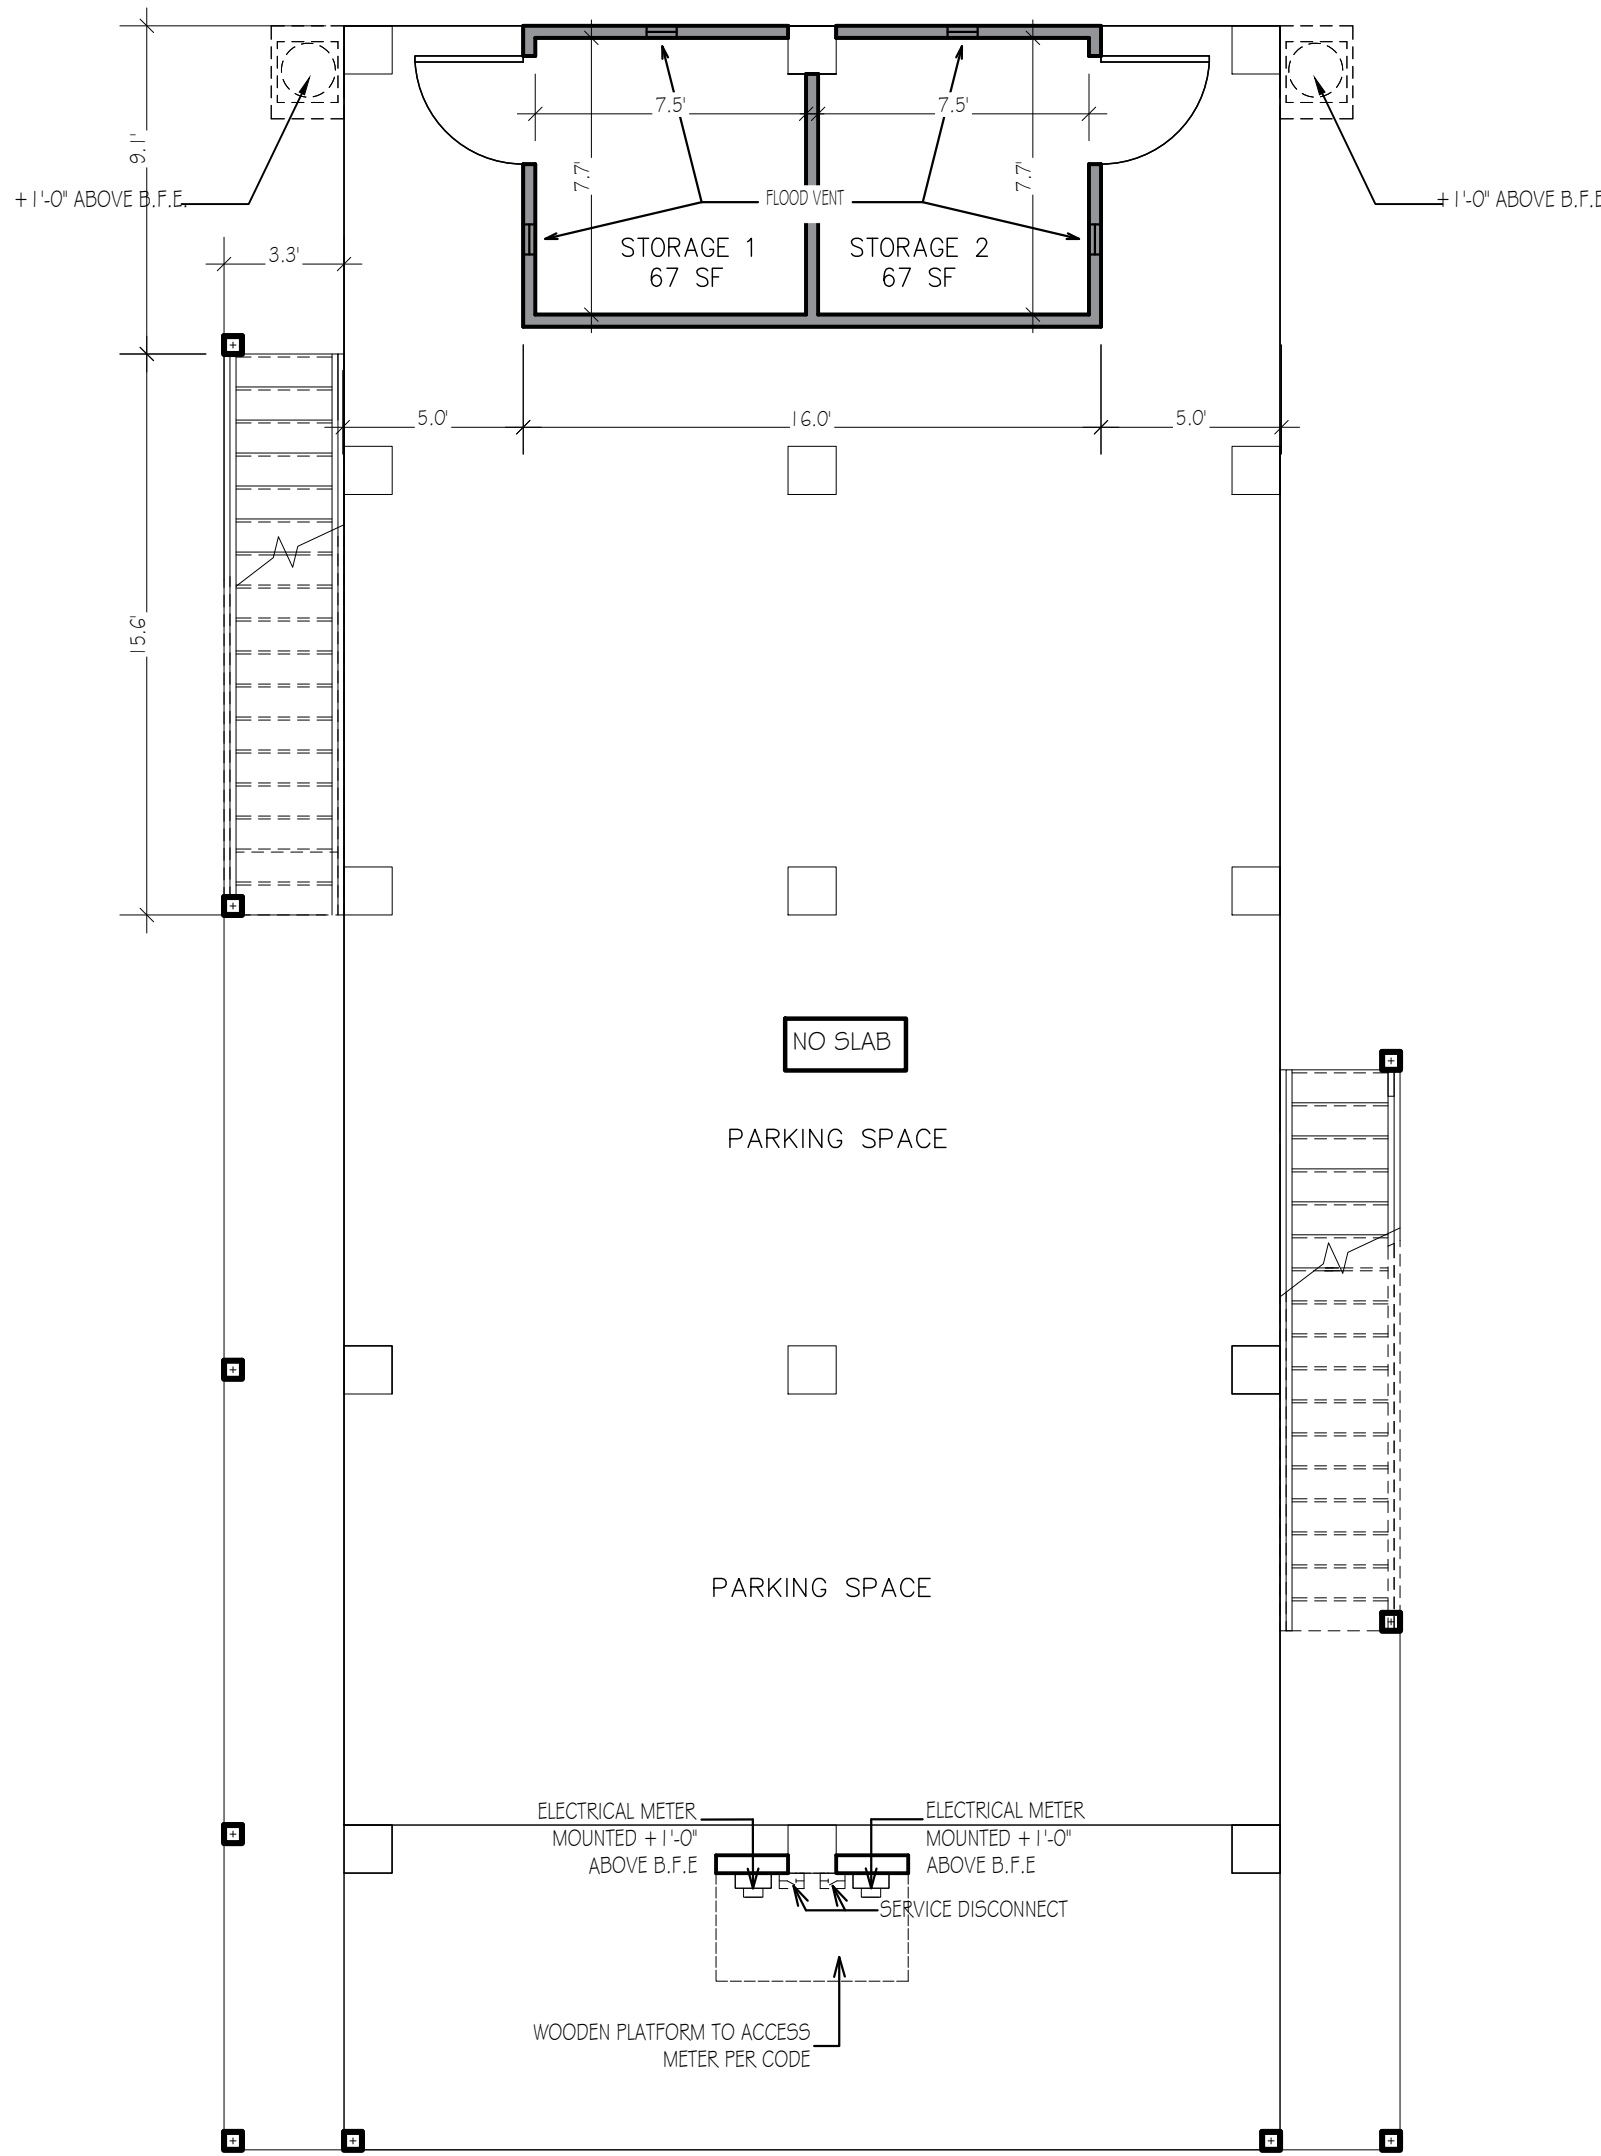 7.5'
7.5'
9.1'
7.7'
7.7'
+1'-0" ABOVE B.F.E.
FLOOD VENT
+1'-0" ABOVE B.F.E
STORAGE 1
67 SF
STORAGE 2
67 SF
3.3'
5.0'
16.0'
5.0'
15.6'
NO SLAB
PARKING SPACE
PARKING SPACE
ELECTRICAL METER
MOUNTED +1'-0"
ABOVE B.F.E
ELECTRICAL METER
MOUNTED +1'-0"
ABOVE B.F.E
SERVICE DISCONNECT
WOODEN PLATFORM TO ACCESS
METER PER CODE